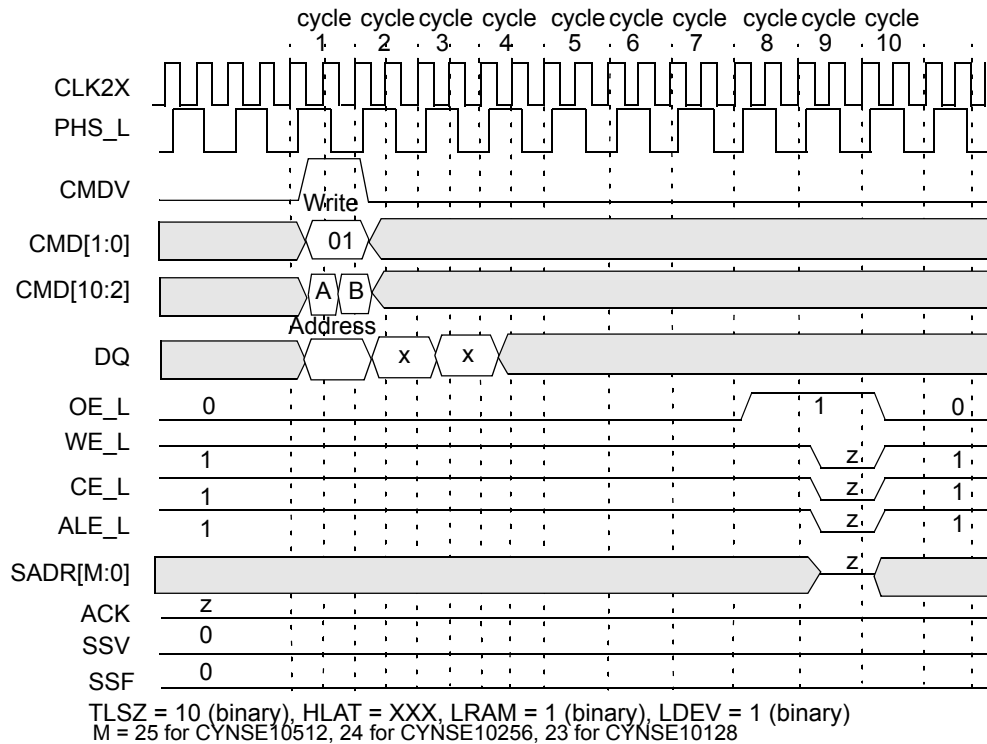 cycle cycle cycle cycle cycle cycle cycle cycle cycle cycle
1 2 3 4 5 6 7 8 9 10
CLK2X
PHS_L
CMDV
Write
CMD[1:0] 01
CMD[10:2] A B
Address
DQ x x
OE_L 0 1 0
WE_L 1 z 1
CE_L 1 z 1
ALE_L 1 z 1
SADR[M:0] z
ACK z
SSV 0
SSF 0
TLSZ = 10 (binary), HLAT = XXX, LRAM = 1 (binary), LDEV = 1 (binary)
M = 25 for CYNSE10512, 24 for CYNSE10256, 23 for CYNSE10128